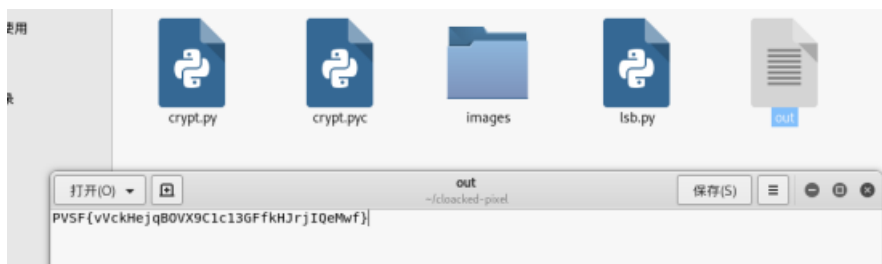 使用
crypt.py
crypt.pyc
images
lsb.py
out
打开(O)
out
~/cloacked-pixel
保存(S)
PVSF{vVckHejqBOVX9C1c13GFfkHJrjIQeMwf}